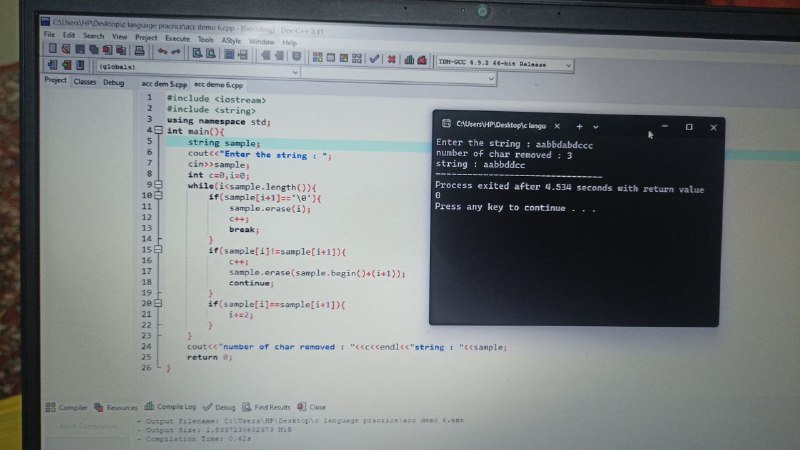 C:\Users\HP\Desktop\c language pracrice\acc demo 6.cpp - [Executing] - Dev-C++ 5.11
File Edit Search View Project Execute Tools AStyle Window Help
TDM-GCC 4.9.2 64-bit Release
(globals)
Project Classes Debug
acc dem 5.cpp acc demo 6.cpp
1 #include <iostream>
2 #include <string>
3 using namespace std;
4 int main(){
5 string sample;
6 cout<<"Enter the string : ";
7 cin>>sample;
8 int c=0,i=0;
9 while(i<sample.length()){
10 if(sample[i+1]=='\0'){
11 sample.erase(i);
12 c++;
13 break;
14 }
15 if(sample[i]!=sample[i+1]){
16 c++;
17 sample.erase(sample.begin()+(i+1));
18 continue;
19 }
20 if(sample[i]==sample[i+1]){
21 i+=2;
22 }
23 }
24 cout<<"number of char removed : "<<c<<endl<<"string : "<<sample;
25 return 0;
26 }
C:\Users\HP\Desktop\c langu
Enter the string : aabbdabdccc
number of char removed : 3
string : aabbddcc
--------------------------------
Process exited after 4.534 seconds with return value
0
Press any key to continue . . .
Compiler Resources Compile Log Debug Find Results Close
- Output Filename: C:\Users\HP\Desktop\c language pracrice\acc demo 6.exe
- Output Size: 1.8337230682373 MiB
- Compilation Time: 0.42s